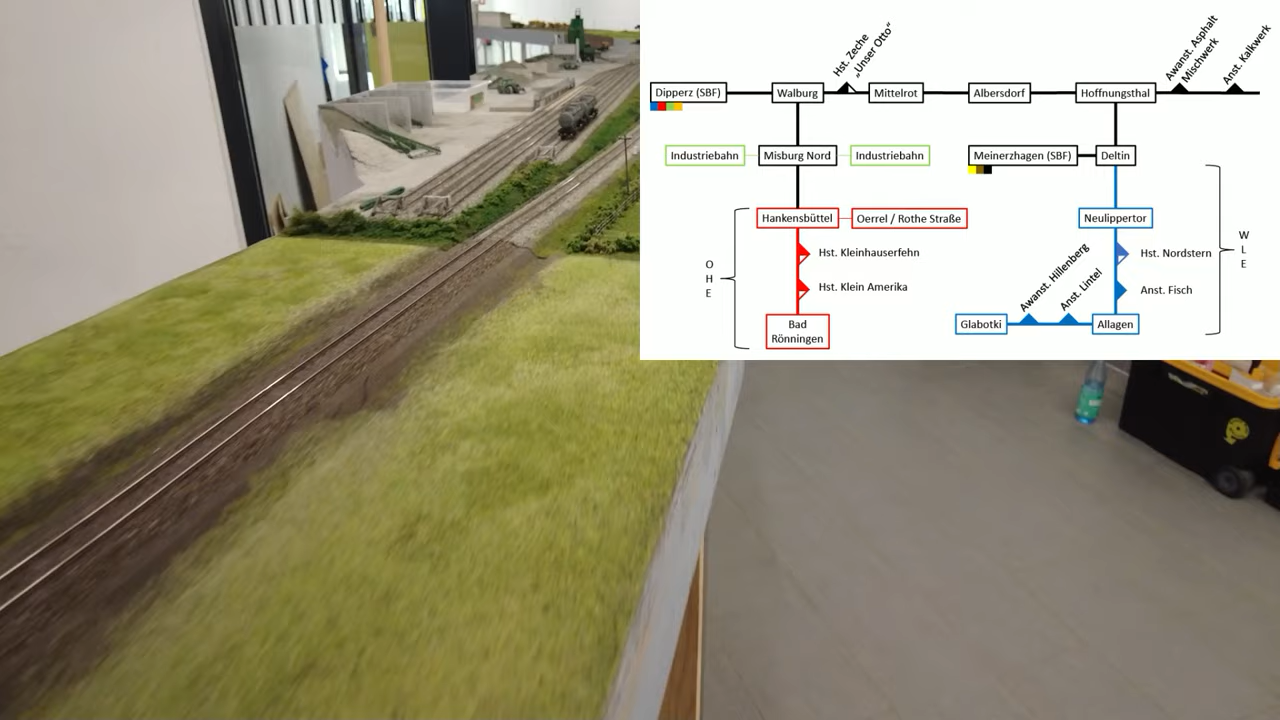 Hst. Zeche
„Unser Otto"
Awanst. Asphalt
Mischwerk
Anst. Kalkwerk
Dipperz (SBF)
Walburg
Mittelrot
Albersdorf
Hoffnungsthal
Industriebahn
Misburg Nord
Industriebahn
Meinerzhagen (SBF)
Deltin
Hankensbüttel
Oerrel / Rothe Straße
Neulippertor
O
H
E
Hst. Kleinhauserfehn
Hst. Klein Amerika
Bad
Rönningen
Awanst. Hillenberg
Anst. Lintel
Hst. Nordstern
Anst. Fisch
W
L
E
Glabotki
Allagen